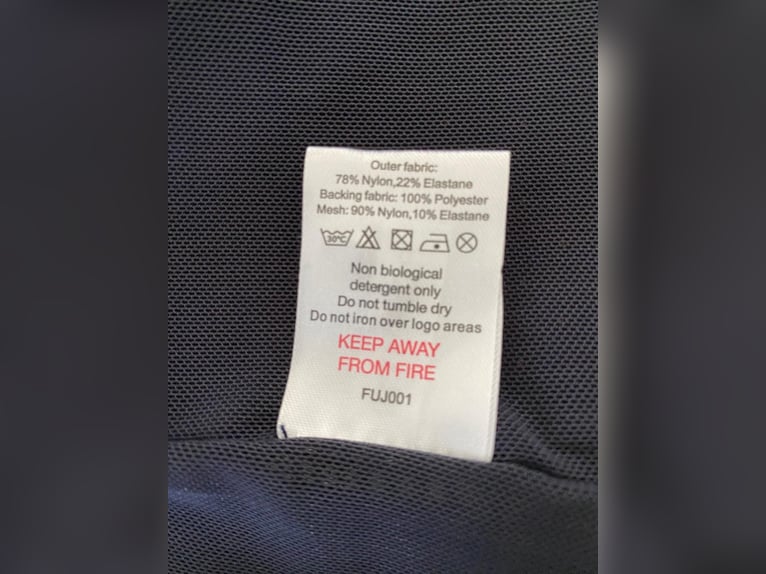 Outer fabric:
78% Nylon,22% Elastane
Backing fabric: 100% Polyester
Mesh: 90% Nylon,10% Elastane
30°C
Non biological
detergent only
Do not tumble dry
Do not iron over logo areas
KEEP AWAY
FROM FIRE
FUJ001